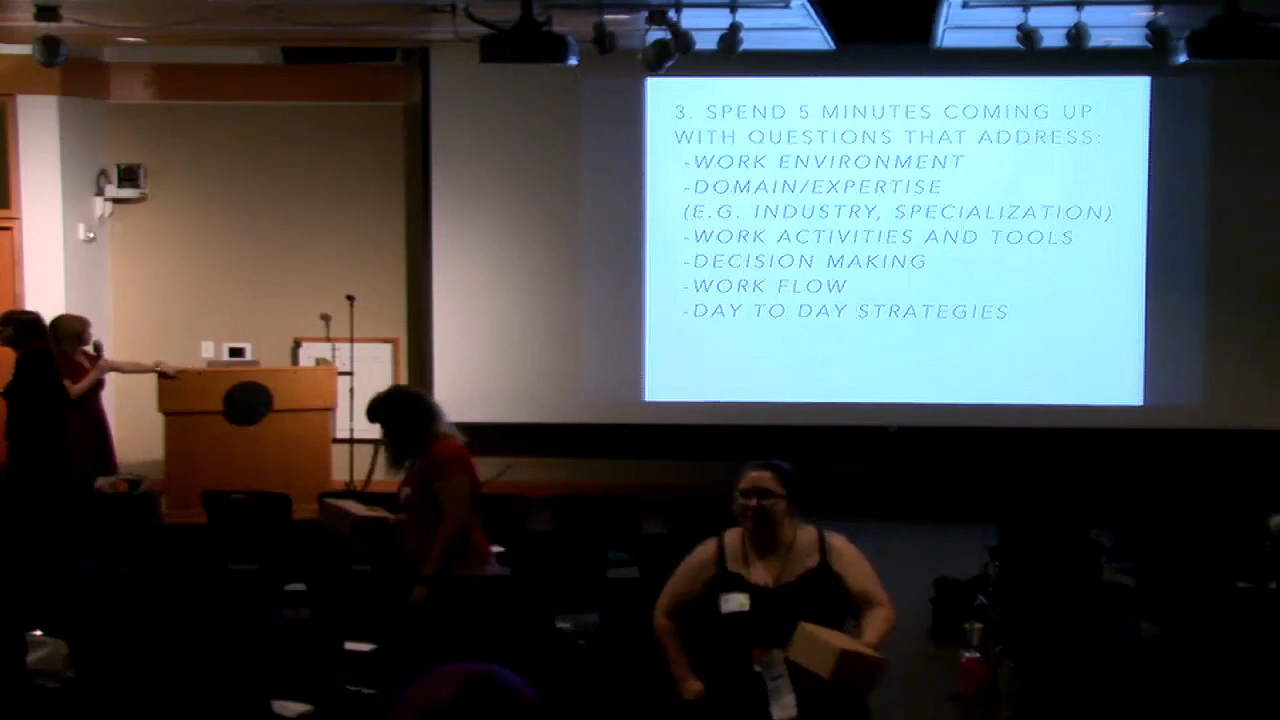 3. SPEND 5 MINUTES COMING UP
WITH QUESTIONS THAT ADDRESS:
-WORK ENVIRONMENT
-DOMAIN/EXPERTISE
(E.G. INDUSTRY, SPECIALIZATION)
-WORK ACTIVITIES AND TOOLS
-DECISION MAKING
-WORK FLOW
-DAY TO DAY STRATEGIES